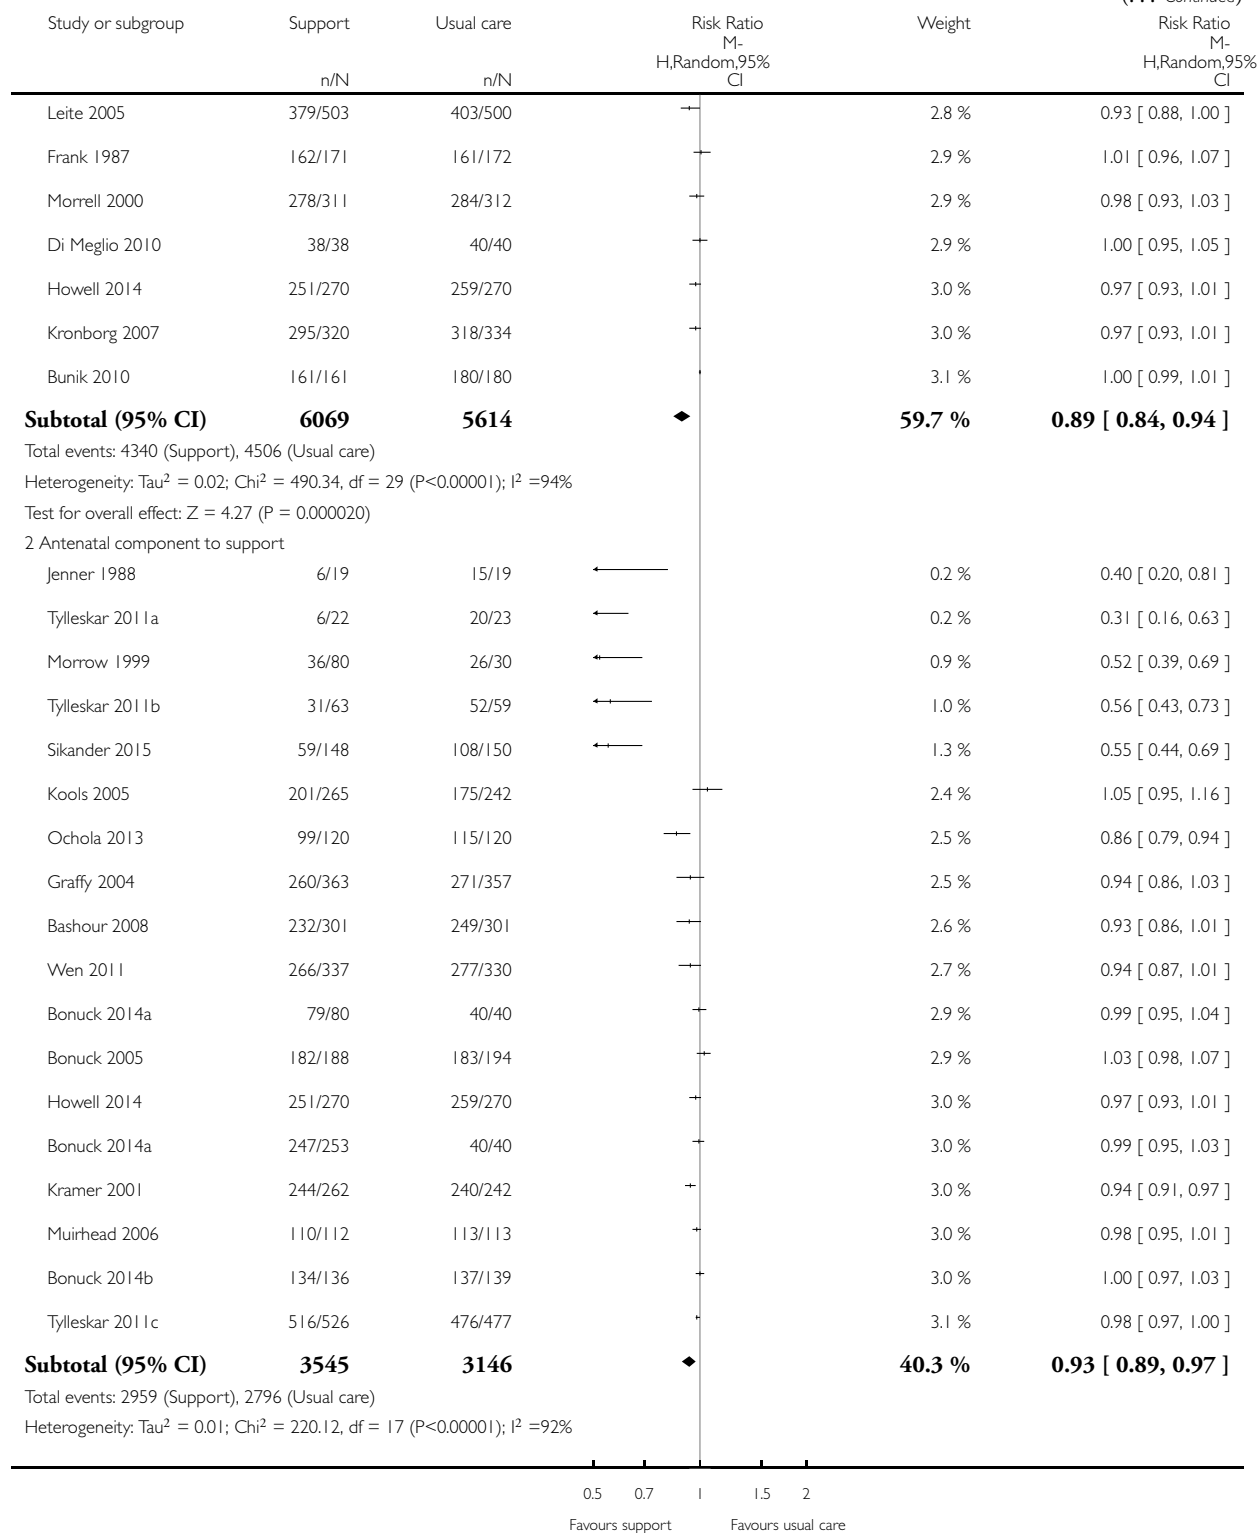 (... Continued)
Study or subgroup Support Usual care Risk Ratio Weight Risk Ratio
M- M-
H,Random,95% H,Random,95%
n/N n/N CI CI
Leite 2005 379/503 403/500 2.8 % 0.93 [ 0.88, 1.00 ]
Frank 1987 162/171 161/172 2.9 % 1.01 [ 0.96, 1.07 ]
Morrell 2000 278/311 284/312 2.9 % 0.98 [ 0.93, 1.03 ]
Di Meglio 2010 38/38 40/40 2.9 % 1.00 [ 0.95, 1.05 ]
Howell 2014 251/270 259/270 3.0 % 0.97 [ 0.93, 1.01 ]
Kronborg 2007 295/320 318/334 3.0 % 0.97 [ 0.93, 1.01 ]
Bunik 2010 161/161 180/180 3.1 % 1.00 [ 0.99, 1.01 ]
Subtotal (95% CI) 6069 5614 59.7 % 0.89 [ 0.84, 0.94 ]
Total events: 4340 (Support), 4506 (Usual care)
Heterogeneity: Tau² = 0.02; Chi² = 490.34, df = 29 (P<0.00001); I² =94%
Test for overall effect: Z = 4.27 (P = 0.000020)
2 Antenatal component to support
Jenner 1988 6/19 15/19 0.2 % 0.40 [ 0.20, 0.81 ]
Tylleskar 2011a 6/22 20/23 0.2 % 0.31 [ 0.16, 0.63 ]
Morrow 1999 36/80 26/30 0.9 % 0.52 [ 0.39, 0.69 ]
Tylleskar 2011b 31/63 52/59 1.0 % 0.56 [ 0.43, 0.73 ]
Sikander 2015 59/148 108/150 1.3 % 0.55 [ 0.44, 0.69 ]
Kools 2005 201/265 175/242 2.4 % 1.05 [ 0.95, 1.16 ]
Ochola 2013 99/120 115/120 2.5 % 0.86 [ 0.79, 0.94 ]
Graffy 2004 260/363 271/357 2.5 % 0.94 [ 0.86, 1.03 ]
Bashour 2008 232/301 249/301 2.6 % 0.93 [ 0.86, 1.01 ]
Wen 2011 266/337 277/330 2.7 % 0.94 [ 0.87, 1.01 ]
Bonuck 2014a 79/80 40/40 2.9 % 0.99 [ 0.95, 1.04 ]
Bonuck 2005 182/188 183/194 2.9 % 1.03 [ 0.98, 1.07 ]
Howell 2014 251/270 259/270 3.0 % 0.97 [ 0.93, 1.01 ]
Bonuck 2014a 247/253 40/40 3.0 % 0.99 [ 0.95, 1.03 ]
Kramer 2001 244/262 240/242 3.0 % 0.94 [ 0.91, 0.97 ]
Muirhead 2006 110/112 113/113 3.0 % 0.98 [ 0.95, 1.01 ]
Bonuck 2014b 134/136 137/139 3.0 % 1.00 [ 0.97, 1.03 ]
Tylleskar 2011c 516/526 476/477 3.1 % 0.98 [ 0.97, 1.00 ]
Subtotal (95% CI) 3545 3146 40.3 % 0.93 [ 0.89, 0.97 ]
Total events: 2959 (Support), 2796 (Usual care)
Heterogeneity: Tau² = 0.01; Chi² = 220.12, df = 17 (P<0.00001); I² =92%
0.5 0.7 1 1.5 2
Favours support Favours usual care